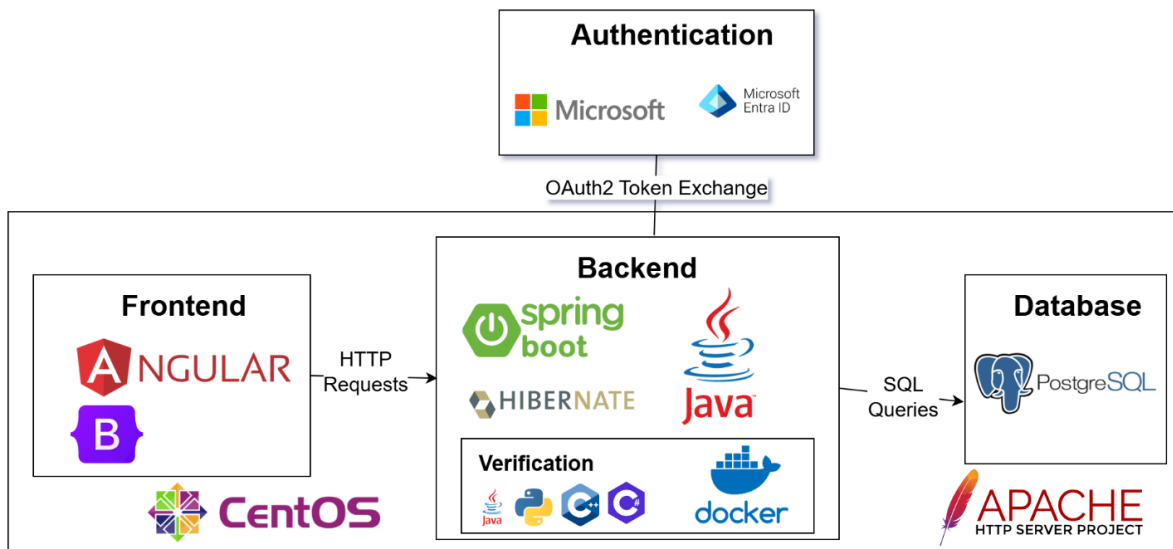 Authentication
Microsoft
Microsoft
Entra ID
OAuth2 Token Exchange
Frontend
ANGULAR
B
HTTP
Requests
Backend
spring
boot
HIBERNATE
Java
Verification
Java
C++
C#
docker
SQL
Queries
Database
PostgreSQL
CentOS
APACHE
HTTP SERVER PROJECT